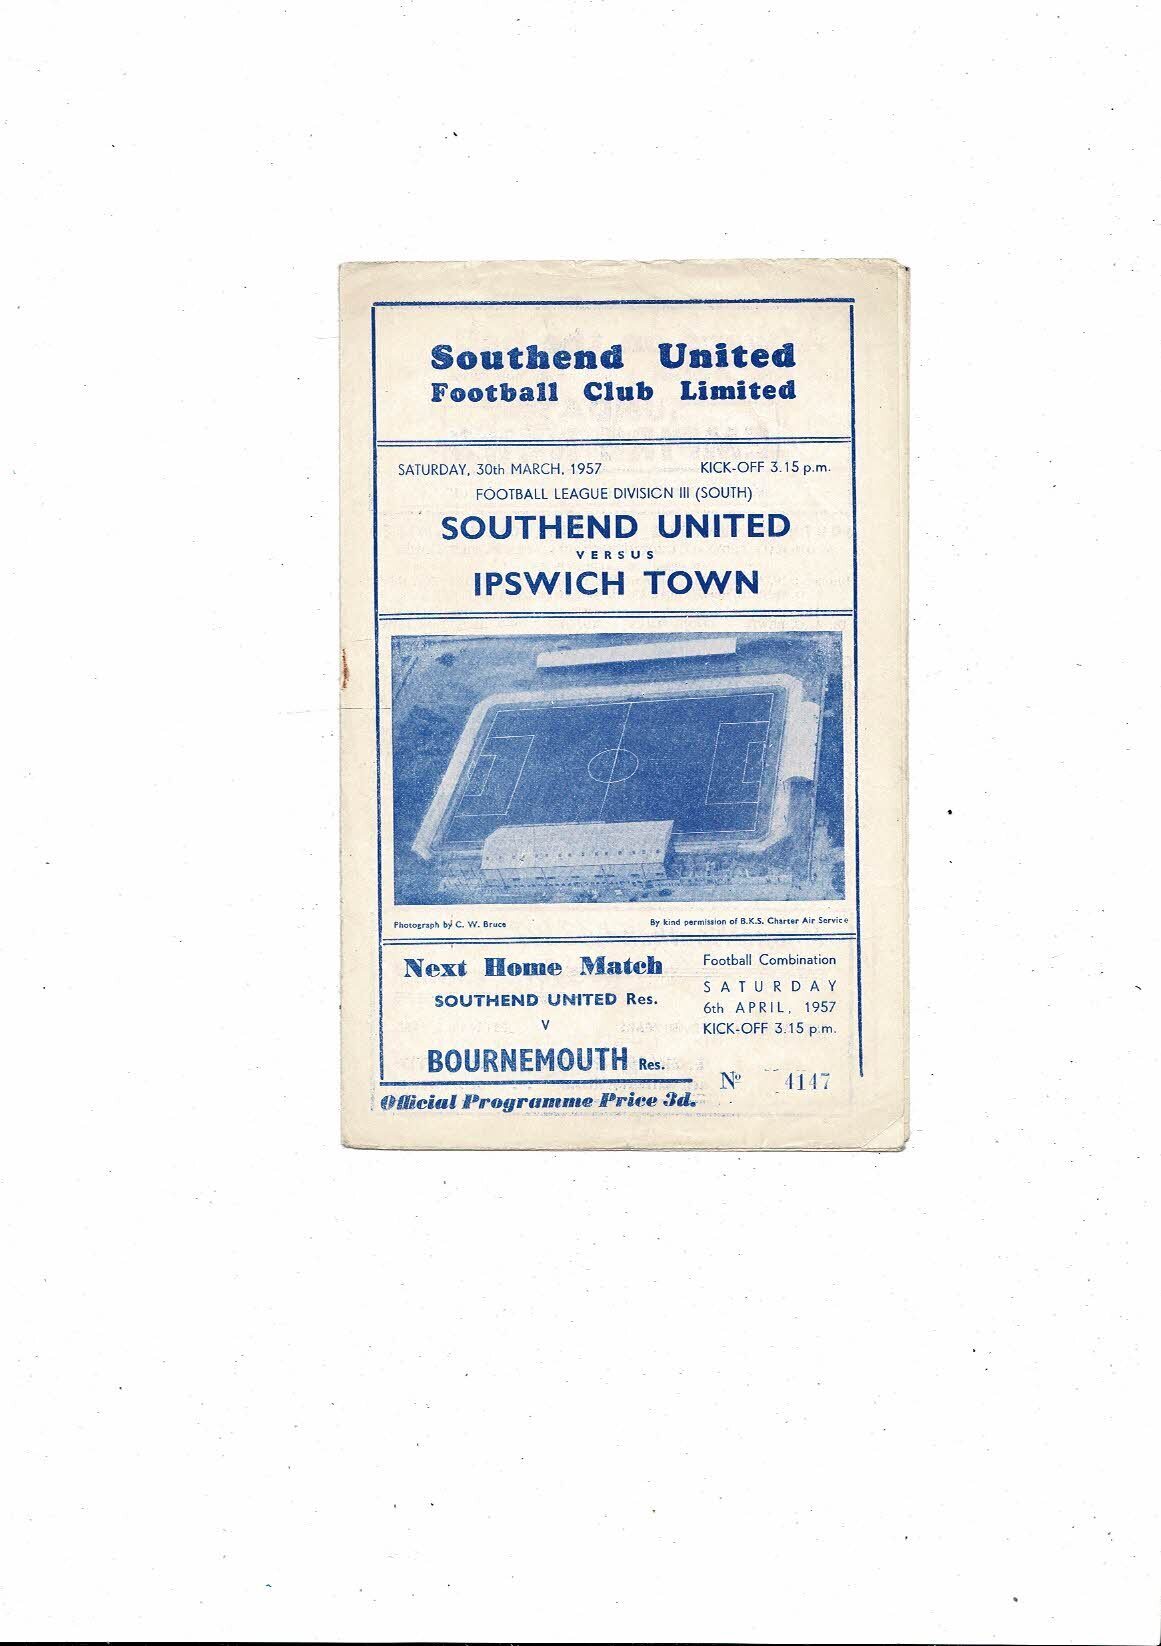 Southend United
Football Club Limited
SATURDAY, 30th MARCH, 1957 KICK-OFF 3.15 p.m.
FOOTBALL LEAGUE DIVISION III (SOUTH)
SOUTHEND UNITED
VERSUS
IPSWICH TOWN
Photograph by C. W. Bruce By kind permission of B.K.S. Charter Air Service
Next Home Match
SOUTHEND UNITED Res.
V
BOURNEMOUTH Res.
Football Combination
SATURDAY
6th APRIL, 1957
KICK-OFF 3.15 p.m.
Nº 4147
Official Programme Price 3d.